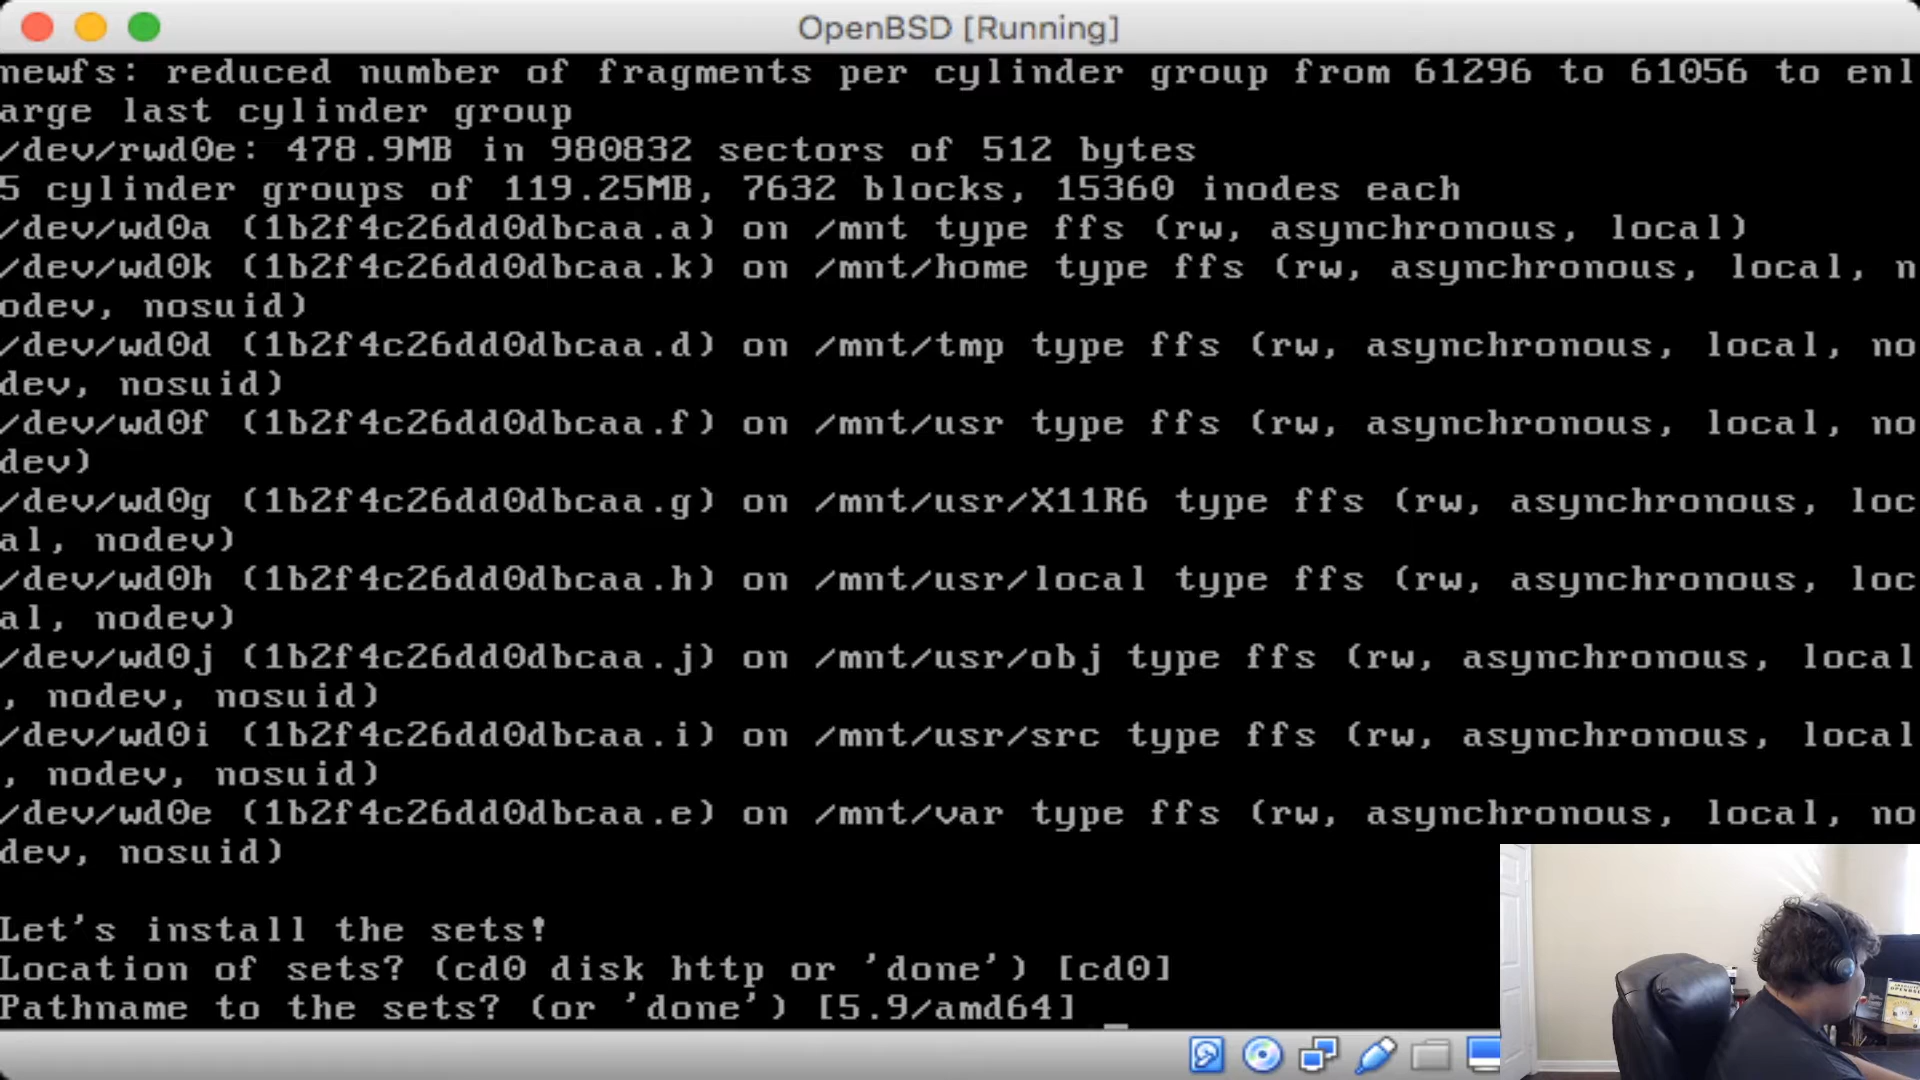 OpenBSD [Running]
newfs: reduced number of fragments per cylinder group from 61296 to 61056 to enl
arge last cylinder group
/dev/rwd0e: 478.9MB in 980832 sectors of 512 bytes
5 cylinder groups of 119.25MB, 7632 blocks, 15360 inodes each
/dev/wd0a (1b2f4c26dd0dbcaa.a) on /mnt type ffs (rw, asynchronous, local)
/dev/wd0k (1b2f4c26dd0dbcaa.k) on /mnt/home type ffs (rw, asynchronous, local, n
odev, nosuid)
/dev/wd0d (1b2f4c26dd0dbcaa.d) on /mnt/tmp type ffs (rw, asynchronous, local, no
dev, nosuid)
/dev/wd0f (1b2f4c26dd0dbcaa.f) on /mnt/usr type ffs (rw, asynchronous, local, no
dev)
/dev/wd0g (1b2f4c26dd0dbcaa.g) on /mnt/usr/X11R6 type ffs (rw, asynchronous, loc
al, nodev)
/dev/wd0h (1b2f4c26dd0dbcaa.h) on /mnt/usr/local type ffs (rw, asynchronous, loc
al, nodev)
/dev/wd0j (1b2f4c26dd0dbcaa.j) on /mnt/usr/obj type ffs (rw, asynchronous, local
, nodev, nosuid)
/dev/wd0i (1b2f4c26dd0dbcaa.i) on /mnt/usr/src type ffs (rw, asynchronous, local
, nodev, nosuid)
/dev/wd0e (1b2f4c26dd0dbcaa.e) on /mnt/var type ffs (rw, asynchronous, local, no
dev, nosuid)
Let's install the sets!
Location of sets? (cd0 disk http or 'done') [cd0]
Pathname to the sets? (or 'done') [5.9/amd64]